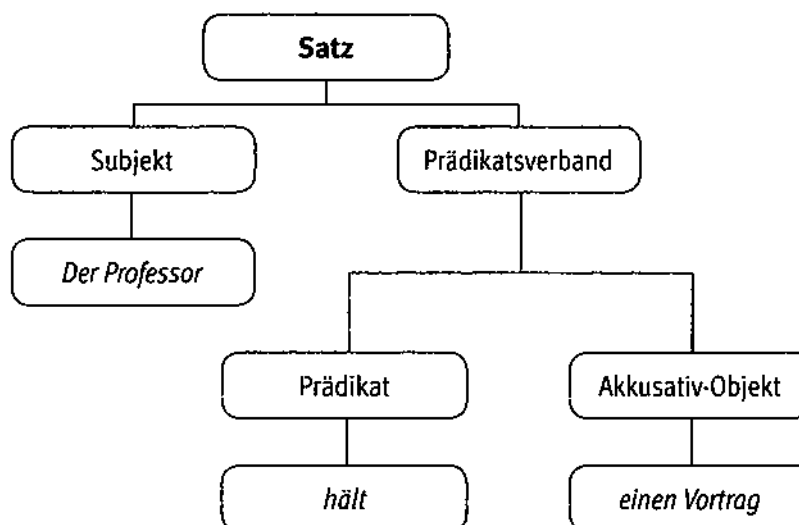 Satz
Subjekt
Prädikatsverband
Der Professor
Prädikat
Akkusativ-Objekt
hält
einen Vortrag